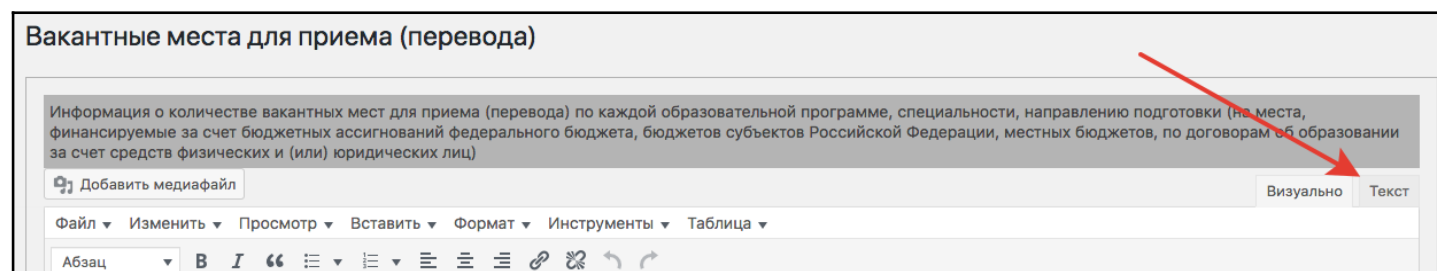 Вакантные места для приема (перевода)
Информация о количестве вакантных мест для приема (перевода) по каждой образовательной программе, специальности, направлению подготовки (на места,
финансируемые за счет бюджетных ассигнований федерального бюджета, бюджетов субъектов Российской Федерации, местных бюджетов, по договорам об образовании
за счет средств физических и (или) юридических лиц)
Добавить медиафайл
Визуально Текст
Файл Изменить Просмотр Вставить Формат Инструменты Таблица
Абзац B I